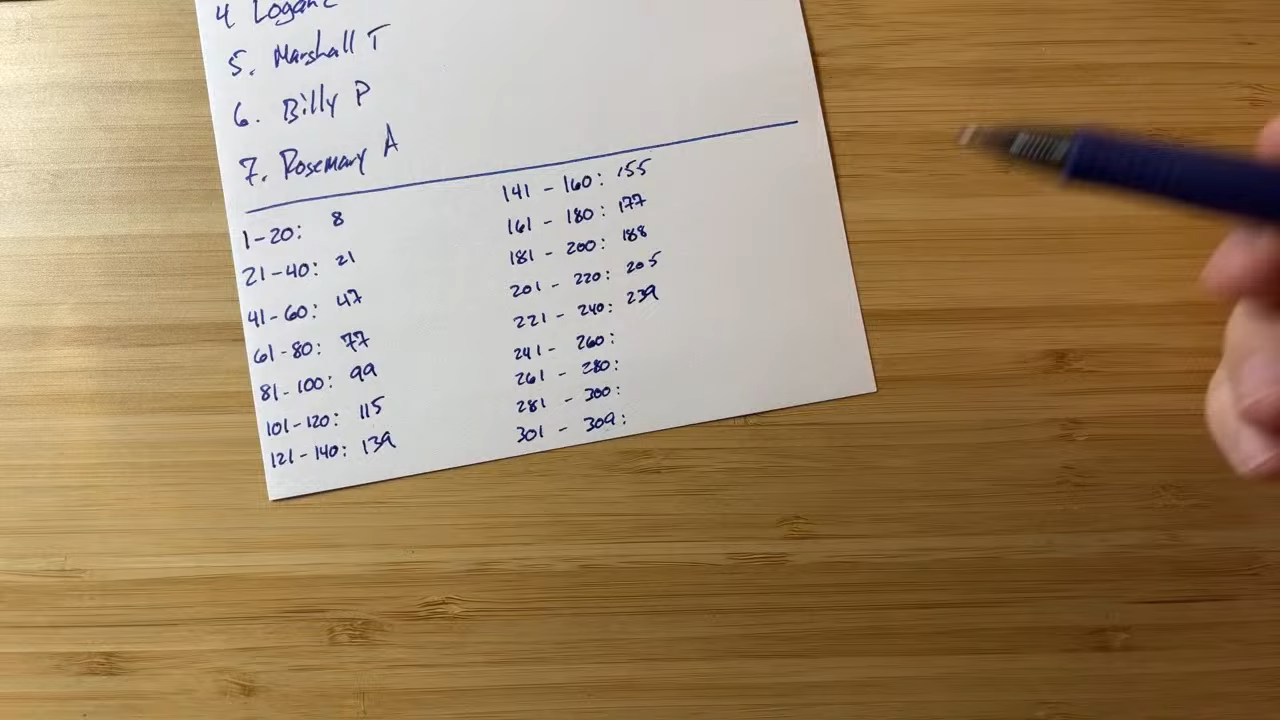 4 Logan
5. Marshall T
6. Billy P
7. Rosemary A
1-20: 8
21-40: 21
41-60: 47
61-80: 77
81-100: 99
101-120: 115
121-140: 139
141 - 160: 155
161 - 180: 177
181 - 200: 188
201 - 220: 205
221 - 240: 239
241 - 260:
261 - 280:
281 - 300:
301 - 309: